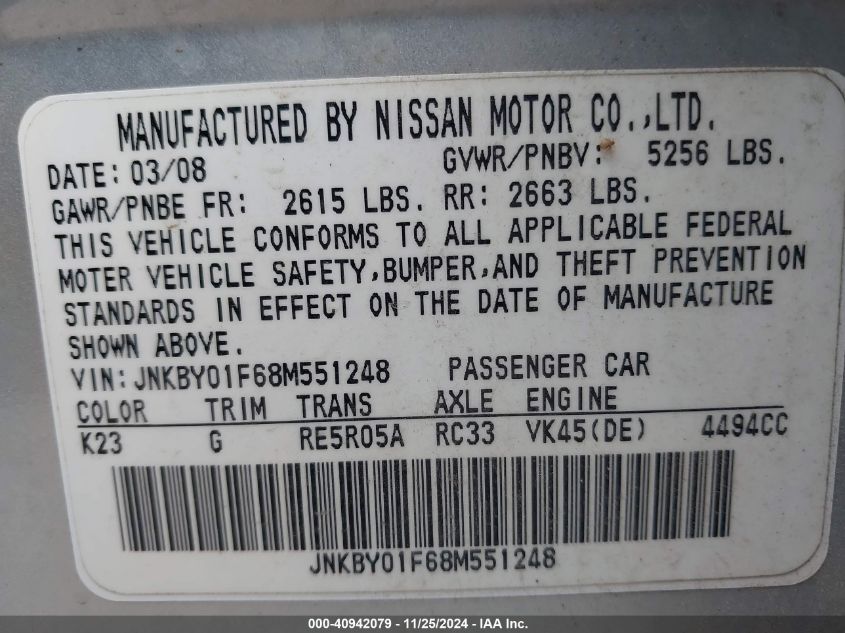 MANUFACTURED BY NISSAN MOTOR CO.,LTD.
DATE: 03/08 GVWR/PNBV: 5256 LBS.
GAWR/PNBE FR: 2615 LBS. RR: 2663 LBS.
THIS VEHICLE CONFORMS TO ALL APPLICABLE FEDERAL
MOTER VEHICLE SAFETY,BUMPER,AND THEFT PREVENTION
STANDARDS IN EFFECT ON THE DATE OF MANUFACTURE
SHOWN ABOVE.
VIN: JNKBY01F68M551248 PASSENGER CAR
COLOR TRIM TRANS AXLE ENGINE
K23 G RE5R05A RC33 VK45(DE) 4494CC
JNKBY01F68M551248
000-40942079 - 11/25/2024 - IAA Inc.